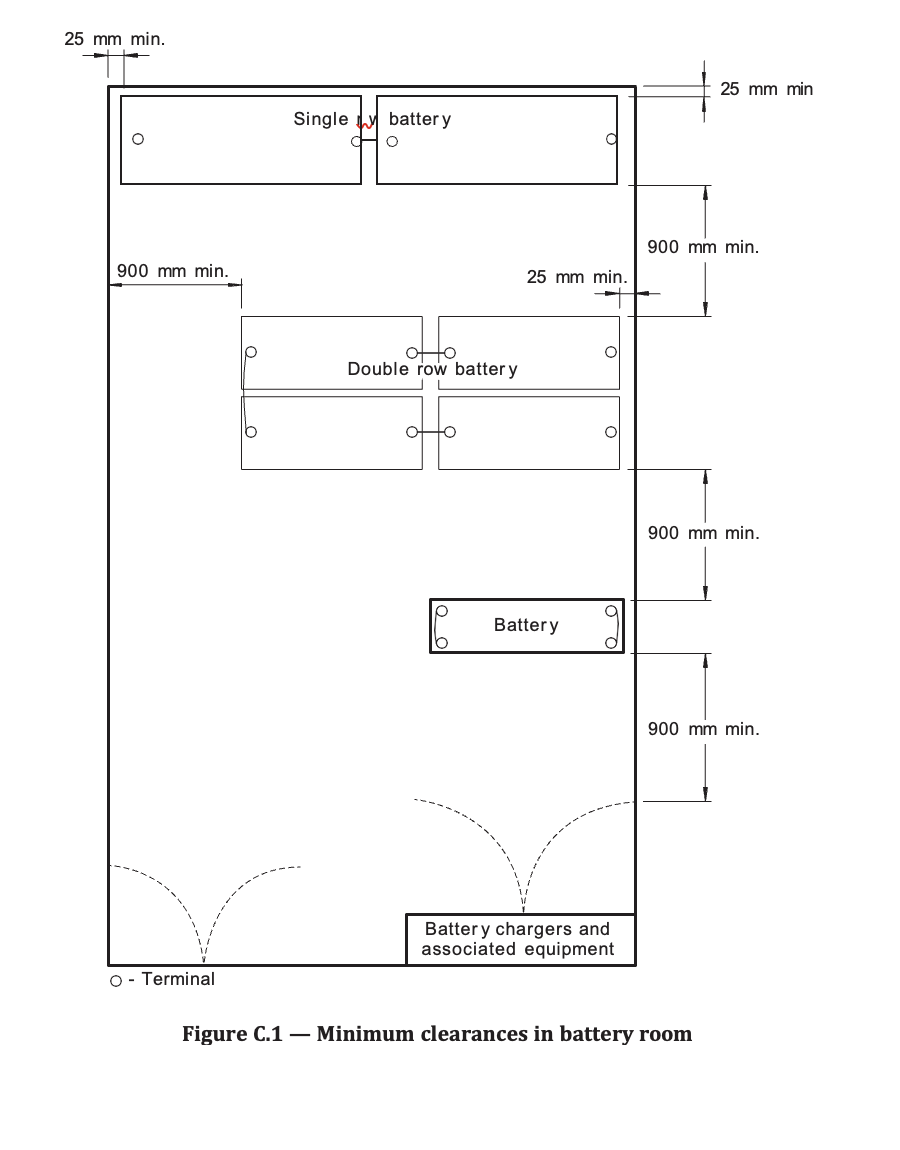 25 mm min.
25 mm min
Single battery
900 mm min.
900 mm min.
25 mm min.
Double row battery
900 mm min.
Battery
900 mm min.
Battery chargers and
associated equipment
- Terminal
Figure C.1 — Minimum clearances in battery room